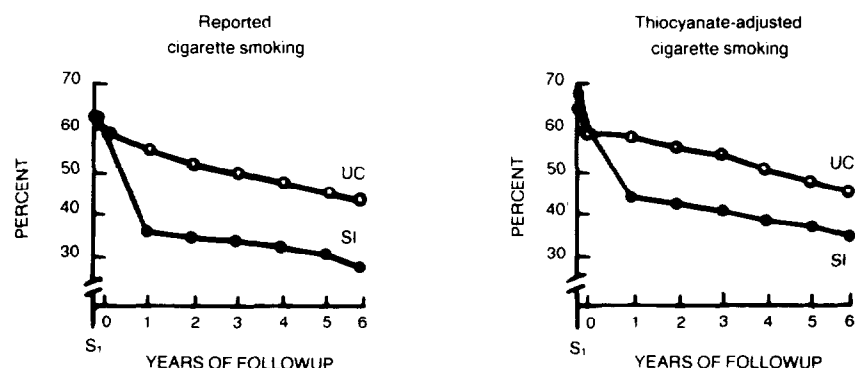 Reported
cigarette smoking
70
60
50
40
30
PERCENT
UC
SI
0 1 2 3 4 5 6
S₁
YEARS OF FOLLOWUP
Thiocyanate-adjusted
cigarette smoking
70
60
50
40
30
PERCENT
UC
SI
0 1 2 3 4 5 6
S₁
YEARS OF FOLLOWUP